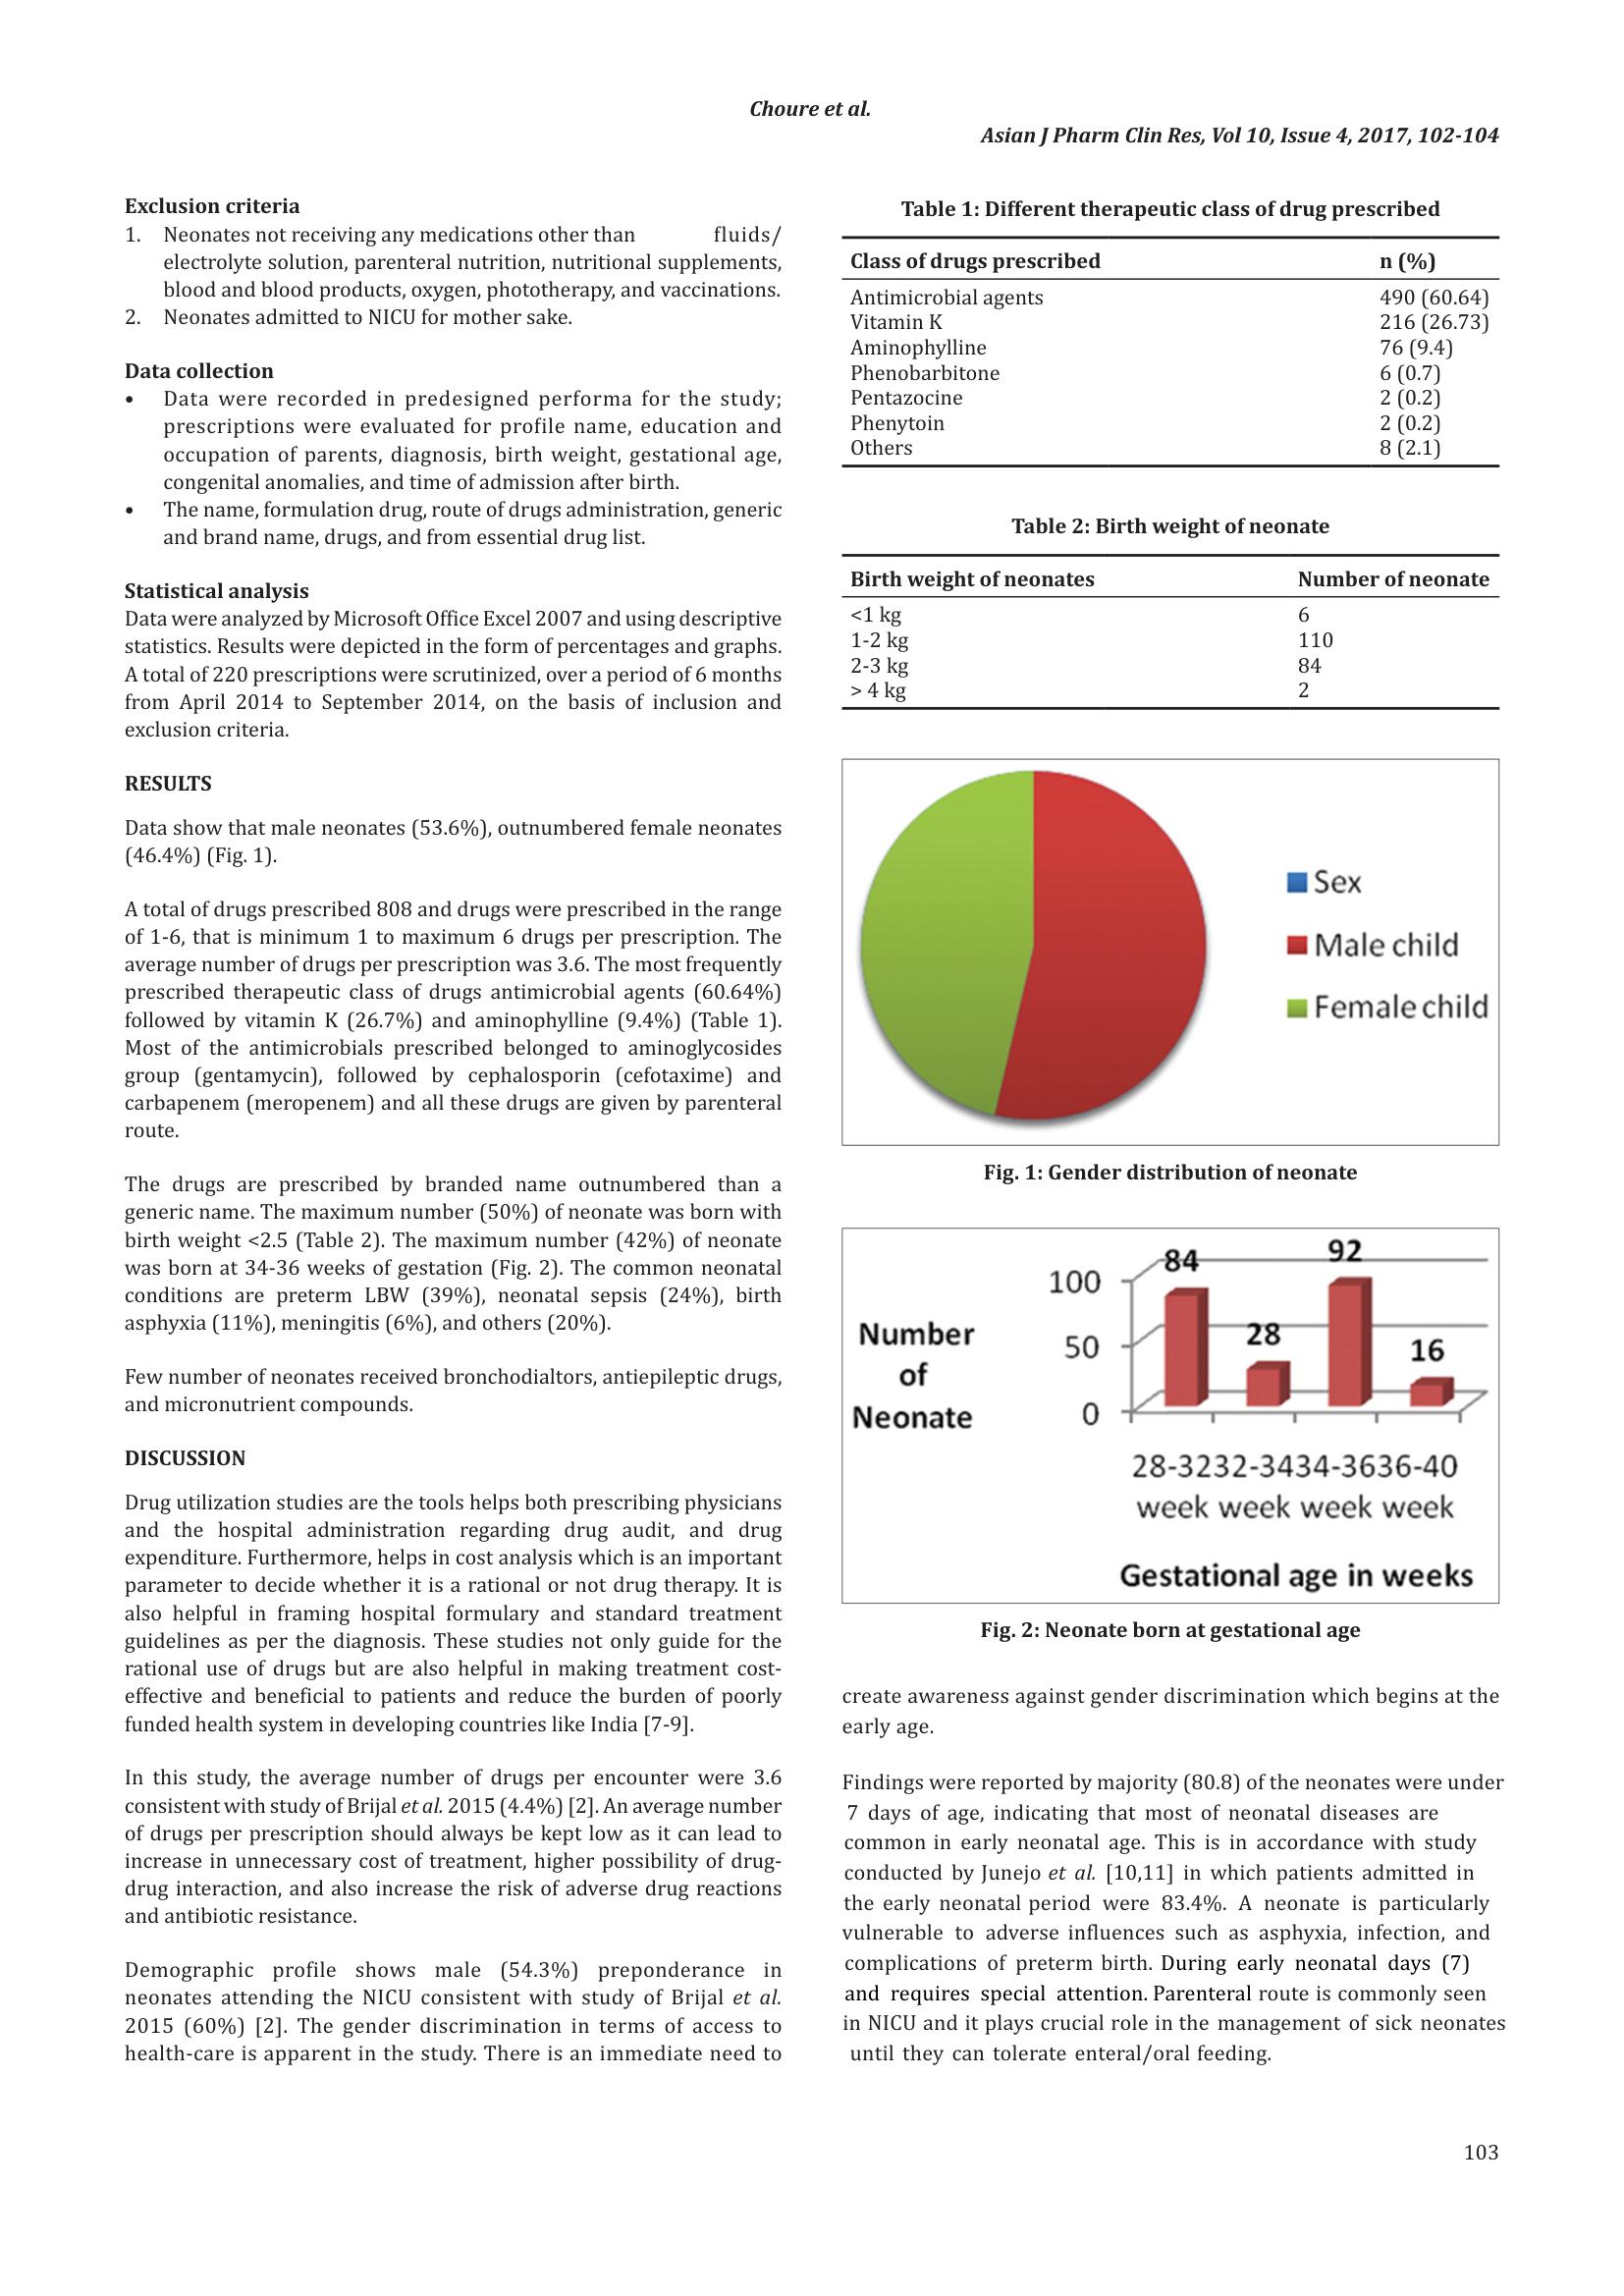 Choure et al.
Asian J Pharm Clin Res, Vol 10, Issue 4, 2017, 102-104
Exclusion criteria
1. Neonates not receiving any medications other than fluids/
electrolyte solution, parenteral nutrition, nutritional supplements,
blood and blood products, oxygen, phototherapy, and vaccinations.
2. Neonates admitted to NICU for mother sake.
Data collection
• Data were recorded in predesigned performa for the study;
prescriptions were evaluated for profile name, education and
occupation of parents, diagnosis, birth weight, gestational age,
congenital anomalies, and time of admission after birth.
• The name, formulation drug, route of drugs administration, generic
and brand name, drugs, and from essential drug list.
Statistical analysis
Data were analyzed by Microsoft Office Excel 2007 and using descriptive
statistics. Results were depicted in the form of percentages and graphs.
A total of 220 prescriptions were scrutinized, over a period of 6 months
from April 2014 to September 2014, on the basis of inclusion and
exclusion criteria.
RESULTS
Data show that male neonates (53.6%), outnumbered female neonates
(46.4%) (Fig. 1).
A total of drugs prescribed 808 and drugs were prescribed in the range
of 1-6, that is minimum 1 to maximum 6 drugs per prescription. The
average number of drugs per prescription was 3.6. The most frequently
prescribed therapeutic class of drugs antimicrobial agents (60.64%)
followed by vitamin K (26.7%) and aminophylline (9.4%) (Table 1).
Most of the antimicrobials prescribed belonged to aminoglycosides
group (gentamycin), followed by cephalosporin (cefotaxime) and
carbapenem (meropenem) and all these drugs are given by parenteral
route.
The drugs are prescribed by branded name outnumbered than a
generic name. The maximum number (50%) of neonate was born with
birth weight <2.5 (Table 2). The maximum number (42%) of neonate
was born at 34-36 weeks of gestation (Fig. 2). The common neonatal
conditions are preterm LBW (39%), neonatal sepsis (24%), birth
asphyxia (11%), meningitis (6%), and others (20%).
Few number of neonates received bronchodialtors, antiepileptic drugs,
and micronutrient compounds.
DISCUSSION
Drug utilization studies are the tools helps both prescribing physicians
and the hospital administration regarding drug audit, and drug
expenditure. Furthermore, helps in cost analysis which is an important
parameter to decide whether it is a rational or not drug therapy. It is
also helpful in framing hospital formulary and standard treatment
guidelines as per the diagnosis. These studies not only guide for the
rational use of drugs but are also helpful in making treatment cost-
effective and beneficial to patients and reduce the burden of poorly
funded health system in developing countries like India [7-9].
In this study, the average number of drugs per encounter were 3.6
consistent with study of Brijal et al. 2015 (4.4%) [2]. An average number
of drugs per prescription should always be kept low as it can lead to
increase in unnecessary cost of treatment, higher possibility of drug-
drug interaction, and also increase the risk of adverse drug reactions
and antibiotic resistance.
Demographic profile shows male (54.3%) preponderance in
neonates attending the NICU consistent with study of Brijal et al.
2015 (60%) [2]. The gender discrimination in terms of access to
health-care is apparent in the study. There is an immediate need to
Table 1: Different therapeutic class of drug prescribed
Class of drugs prescribed n (%)
Antimicrobial agents 490 (60.64)
Vitamin K 216 (26.73)
Aminophylline 76 (9.4)
Phenobarbitone 6 (0.7)
Pentazocine 2 (0.2)
Phenytoin 2 (0.2)
Others 8 (2.1)
Table 2: Birth weight of neonate
Birth weight of neonates Number of neonate
<1 kg 6
1-2 kg 110
2-3 kg 84
> 4 kg 2
Sex
Male child
Female child
Fig. 1: Gender distribution of neonate
84 92
100
28
16
50
0
Number
of
Neonate
28-3232-3434-3636-40
week week week week
Gestational age in weeks
Fig. 2: Neonate born at gestational age
create awareness against gender discrimination which begins at the
early age.
Findings were reported by majority (80.8) of the neonates were under
7 days of age, indicating that most of neonatal diseases are
common in early neonatal age. This is in accordance with study
conducted by Junejo et al. [10,11] in which patients admitted in
the early neonatal period were 83.4%. A neonate is particularly
vulnerable to adverse influences such as asphyxia, infection, and
complications of preterm birth. During early neonatal days (7)
and requires special attention. Parenteral route is commonly seen
in NICU and it plays crucial role in the management of sick neonates
until they can tolerate enteral/oral feeding.
103